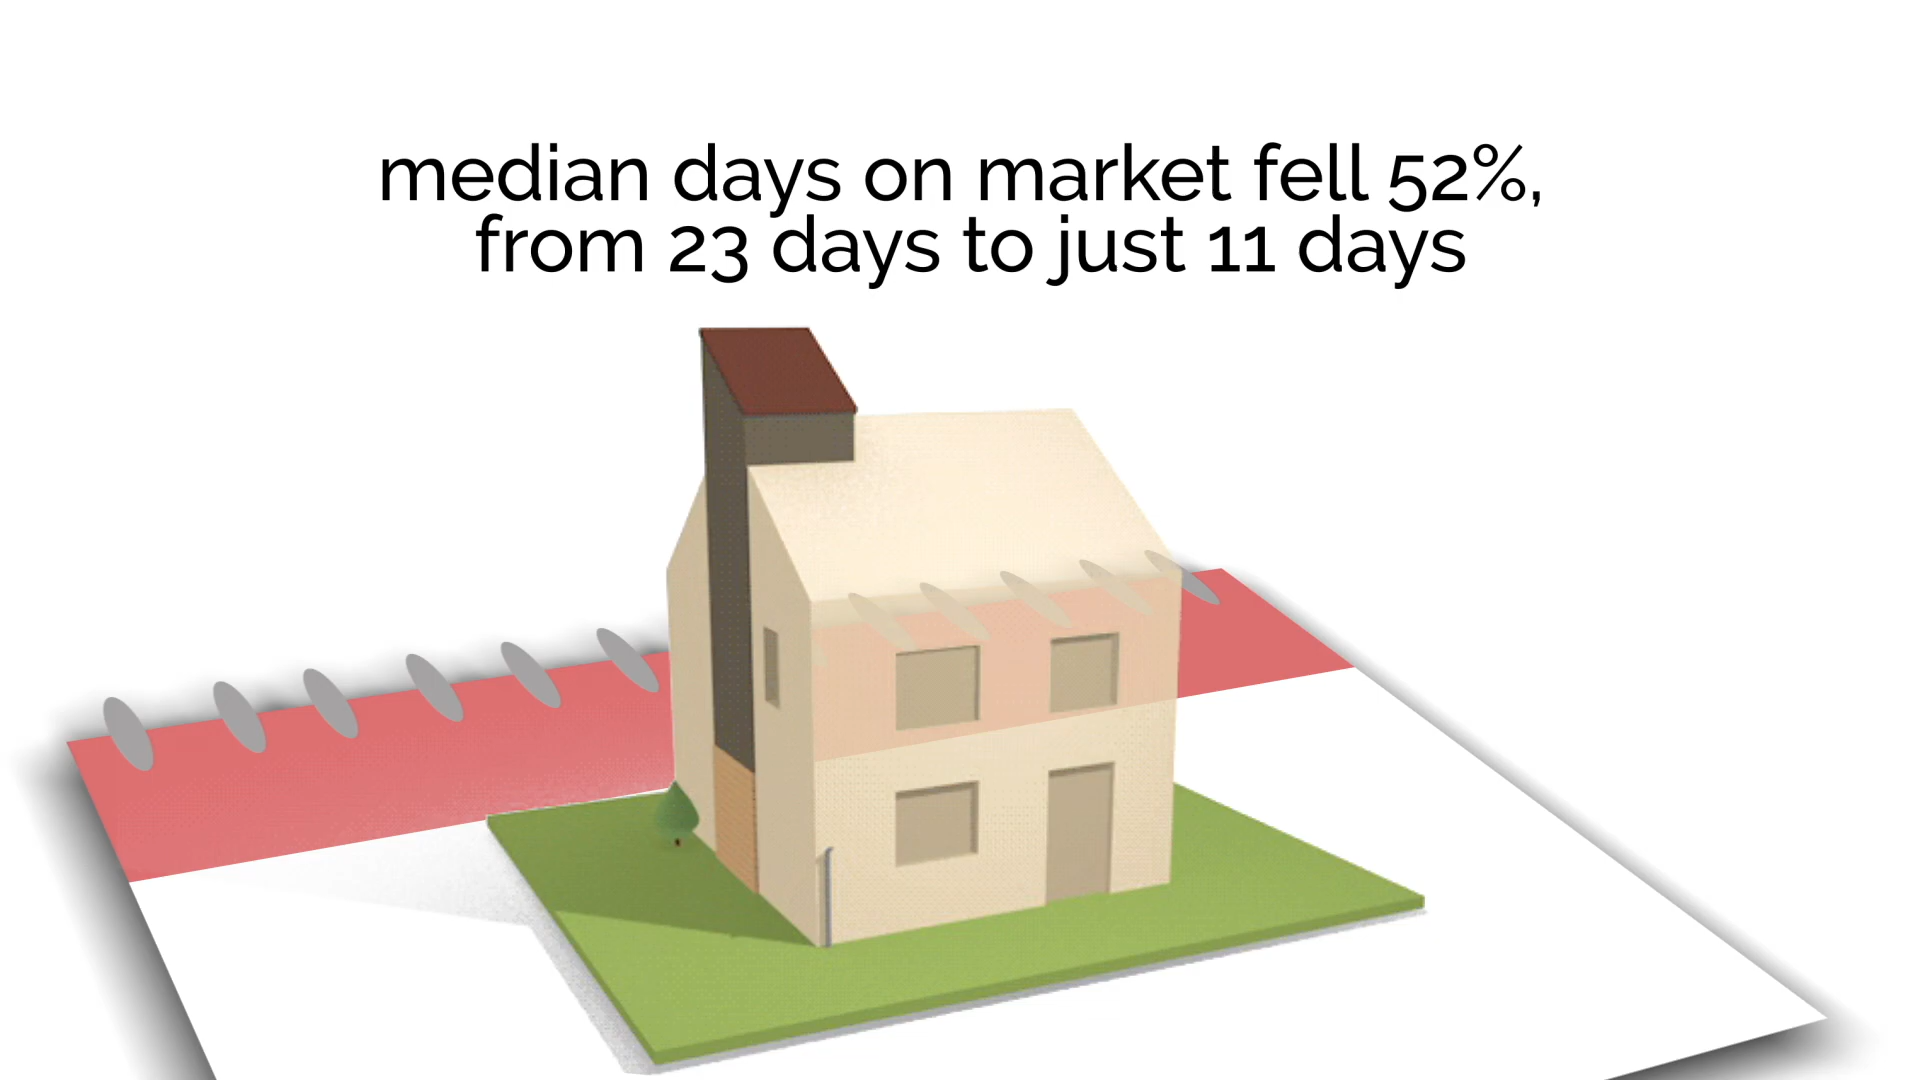 median days on market fell 52%,
from 23 days to just 11 days